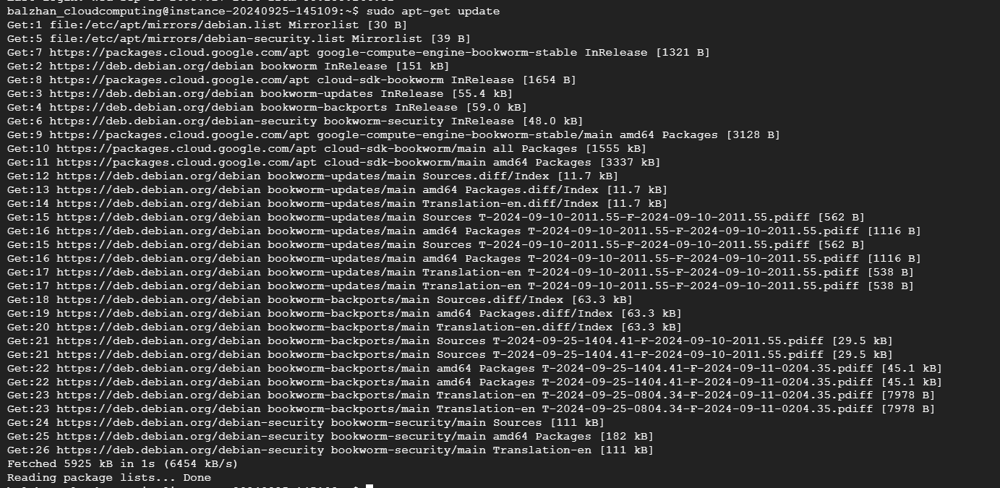 balzhan_cloudcomputing@instance-20240925-145109:~$ sudo apt-get update
Get:1 file:/etc/apt/mirrors/debian.list Mirrorlist [30 B]
Get:5 file:/etc/apt/mirrors/debian-security.list Mirrorlist [39 B]
Get:7 https://packages.cloud.google.com/apt google-compute-engine-bookworm-stable InRelease [1321 B]
Get:2 https://deb.debian.org/debian bookworm InRelease [151 kB]
Get:8 https://packages.cloud.google.com/apt cloud-sdk-bookworm InRelease [1654 B]
Get:3 https://deb.debian.org/debian bookworm-updates InRelease [55.4 kB]
Get:4 https://deb.debian.org/debian bookworm-backports InRelease [59.0 kB]
Get:6 https://deb.debian.org/debian-security bookworm-security InRelease [48.0 kB]
Get:9 https://packages.cloud.google.com/apt google-compute-engine-bookworm-stable/main amd64 Packages [3128 B]
Get:10 https://packages.cloud.google.com/apt cloud-sdk-bookworm/main all Packages [1555 kB]
Get:11 https://packages.cloud.google.com/apt cloud-sdk-bookworm/main amd64 Packages [3337 kB]
Get:12 https://deb.debian.org/debian bookworm-updates/main Sources.diff/Index [11.7 kB]
Get:13 https://deb.debian.org/debian bookworm-updates/main amd64 Packages.diff/Index [11.7 kB]
Get:14 https://deb.debian.org/debian bookworm-updates/main Translation-en.diff/Index [11.7 kB]
Get:15 https://deb.debian.org/debian bookworm-updates/main Sources T-2024-09-10-2011.55-F-2024-09-10-2011.55.pdiff [562 B]
Get:16 https://deb.debian.org/debian bookworm-updates/main amd64 Packages T-2024-09-10-2011.55-F-2024-09-10-2011.55.pdiff [1116 B]
Get:15 https://deb.debian.org/debian bookworm-updates/main Sources T-2024-09-10-2011.55-F-2024-09-10-2011.55.pdiff [562 B]
Get:16 https://deb.debian.org/debian bookworm-updates/main amd64 Packages T-2024-09-10-2011.55-F-2024-09-10-2011.55.pdiff [1116 B]
Get:17 https://deb.debian.org/debian bookworm-updates/main Translation-en T-2024-09-10-2011.55-F-2024-09-10-2011.55.pdiff [538 B]
Get:17 https://deb.debian.org/debian bookworm-updates/main Translation-en T-2024-09-10-2011.55-F-2024-09-10-2011.55.pdiff [538 B]
Get:18 https://deb.debian.org/debian bookworm-backports/main Sources.diff/Index [63.3 kB]
Get:19 https://deb.debian.org/debian bookworm-backports/main amd64 Packages.diff/Index [63.3 kB]
Get:20 https://deb.debian.org/debian bookworm-backports/main Translation-en.diff/Index [63.3 kB]
Get:21 https://deb.debian.org/debian bookworm-backports/main Sources T-2024-09-25-1404.41-F-2024-09-10-2011.55.pdiff [29.5 kB]
Get:21 https://deb.debian.org/debian bookworm-backports/main Sources T-2024-09-25-1404.41-F-2024-09-10-2011.55.pdiff [29.5 kB]
Get:22 https://deb.debian.org/debian bookworm-backports/main amd64 Packages T-2024-09-25-1404.41-F-2024-09-11-0204.35.pdiff [45.1 kB]
Get:22 https://deb.debian.org/debian bookworm-backports/main amd64 Packages T-2024-09-25-1404.41-F-2024-09-11-0204.35.pdiff [45.1 kB]
Get:23 https://deb.debian.org/debian bookworm-backports/main Translation-en T-2024-09-25-0804.34-F-2024-09-11-0204.35.pdiff [7978 B]
Get:23 https://deb.debian.org/debian bookworm-backports/main Translation-en T-2024-09-25-0804.34-F-2024-09-11-0204.35.pdiff [7978 B]
Get:24 https://deb.debian.org/debian-security bookworm-security/main Sources [111 kB]
Get:25 https://deb.debian.org/debian-security bookworm-security/main amd64 Packages [182 kB]
Get:26 https://deb.debian.org/debian-security bookworm-security/main Translation-en [111 kB]
Fetched 5925 kB in 1s (6454 kB/s)
Reading package lists... Done